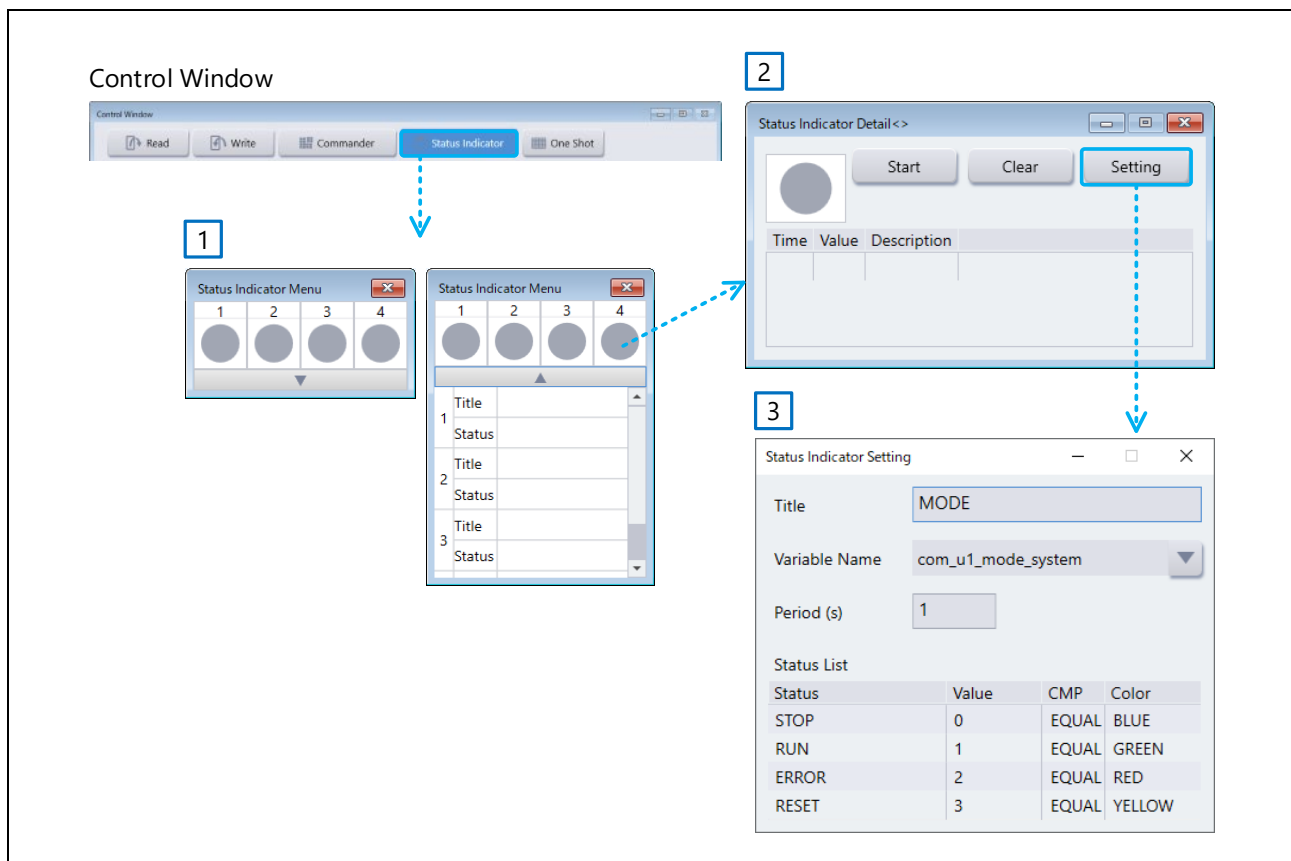 Control Window
Control Window
Read Write Commander Status Indicator One Shot
1
Status Indicator Menu
1 2 3 4
Status Indicator Menu
1 2 3 4
1 Title
Status
2 Title
Status
3 Title
Status
2
Status Indicator Detail<>
Start Clear Setting
Time Value Description
3
Status Indicator Setting
Title MODE
Variable Name com_u1_mode_system
Period (s) 1
Status List
Status Value CMP Color
STOP 0 EQUAL BLUE
RUN 1 EQUAL GREEN
ERROR 2 EQUAL RED
RESET 3 EQUAL YELLOW